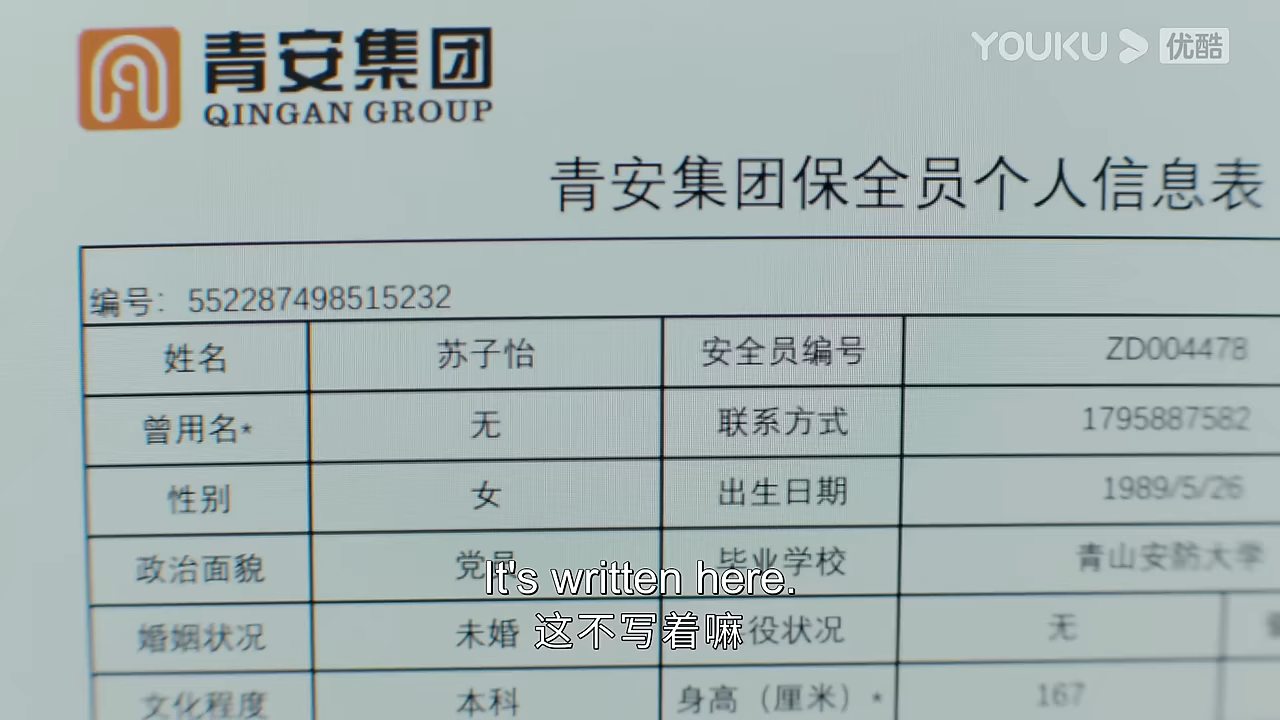 青安集团
QINGAN GROUP
YOUKU 优酷
青安集团保全员个人信息表
编号：552287498515232
姓名 苏子怡 安全员编号 ZD004478
曾用名* 无 联系方式 1795887582
性别 女 出生日期 1989/5/26
政治面貌 党员 毕业学校 青山安防大学
It's written here.
婚姻状况 未婚 役状况 无
这不写着嘛
文化程度 本科 身高（厘米）* 167